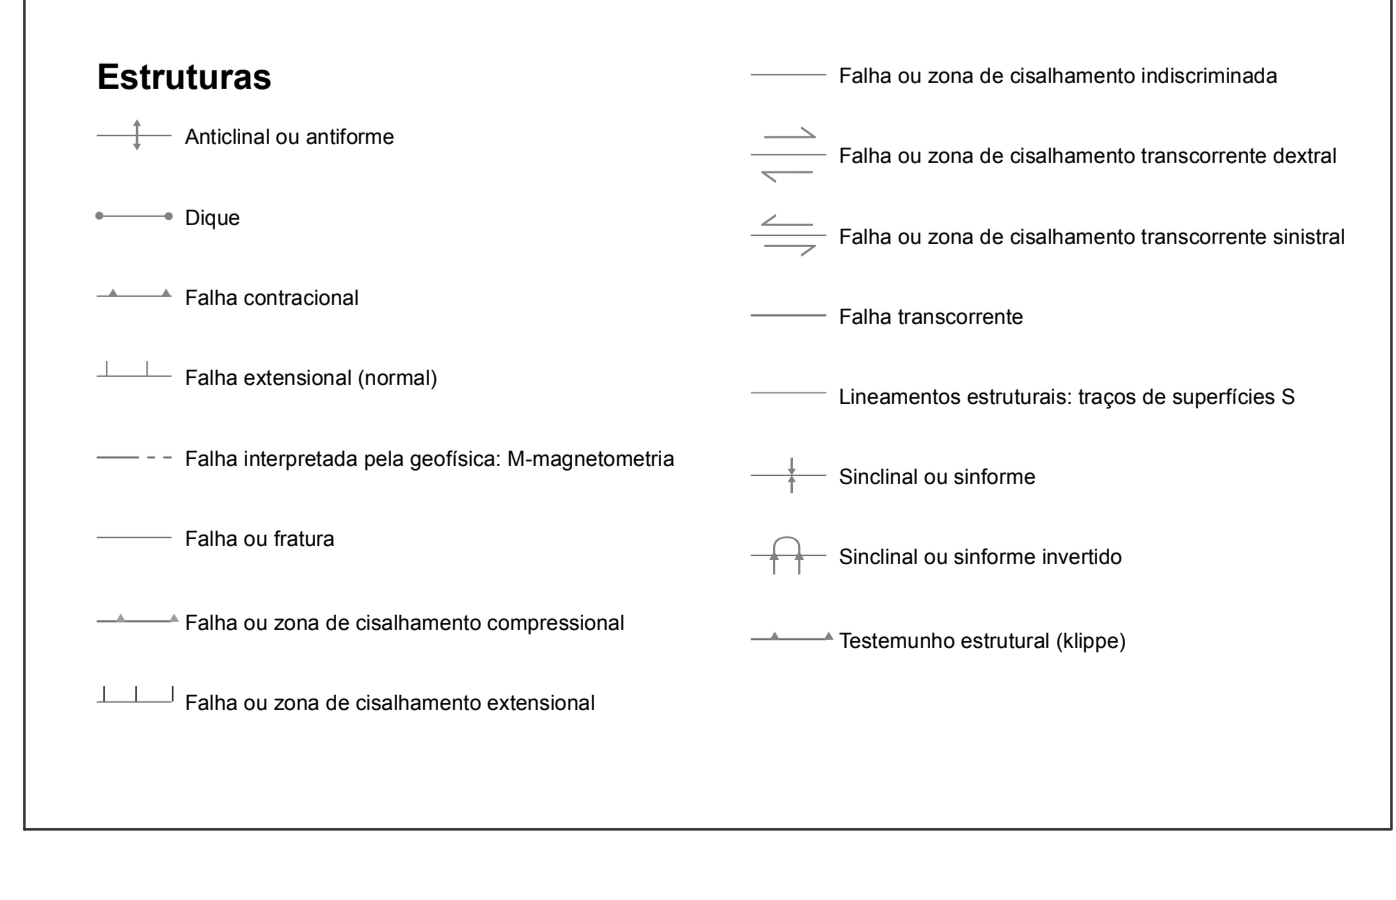 Estruturas
Anticlinal ou antiforme
Dique
Falha contracional
Falha extensional (normal)
Falha interpretada pela geofísica: M-magnetometria
Falha ou fratura
Falha ou zona de cisalhamento compressional
Falha ou zona de cisalhamento extensional
Falha ou zona de cisalhamento indiscriminada
Falha ou zona de cisalhamento transcorrente dextral
Falha ou zona de cisalhamento transcorrente sinistral
Falha transcorrente
Lineamentos estruturais: traços de superfícies S
Sinclinal ou sinforme
Sinclinal ou sinforme invertido
Testemunho estrutural (klippe)